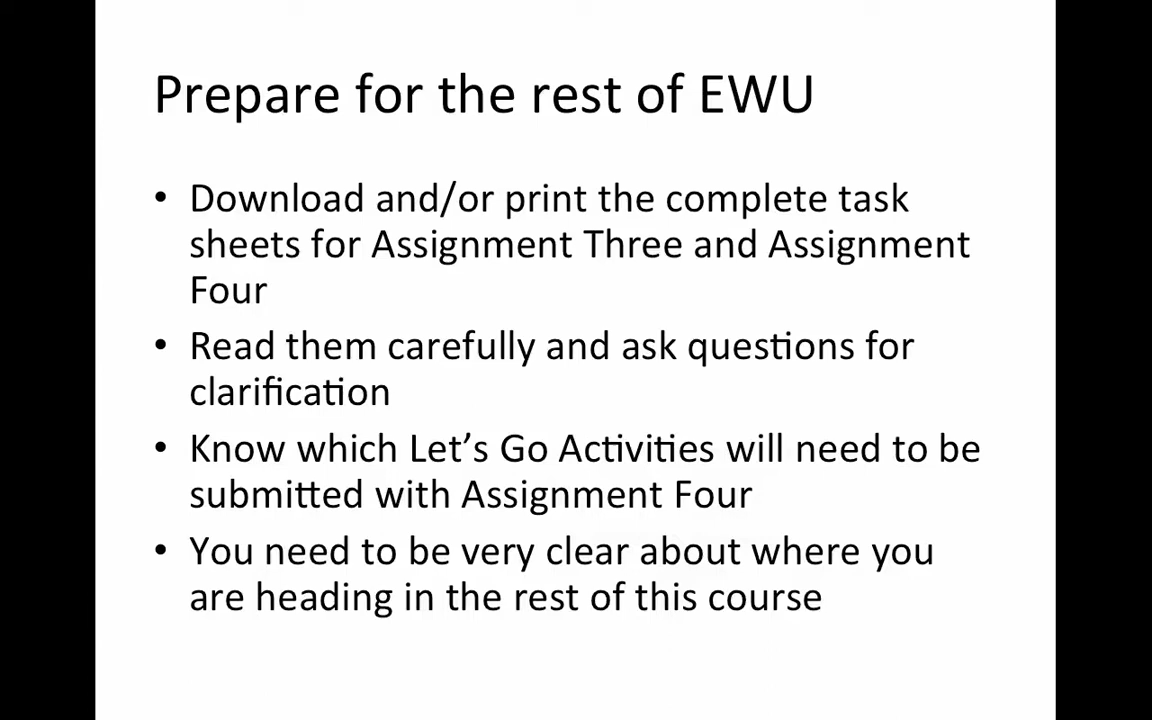 Prepare for the rest of EWU
• Download and/or print the complete task
sheets for Assignment Three and Assignment
Four
• Read them carefully and ask questions for
clarification
• Know which Let’s Go Activities will need to be
submitted with Assignment Four
• You need to be very clear about where you
are heading in the rest of this course